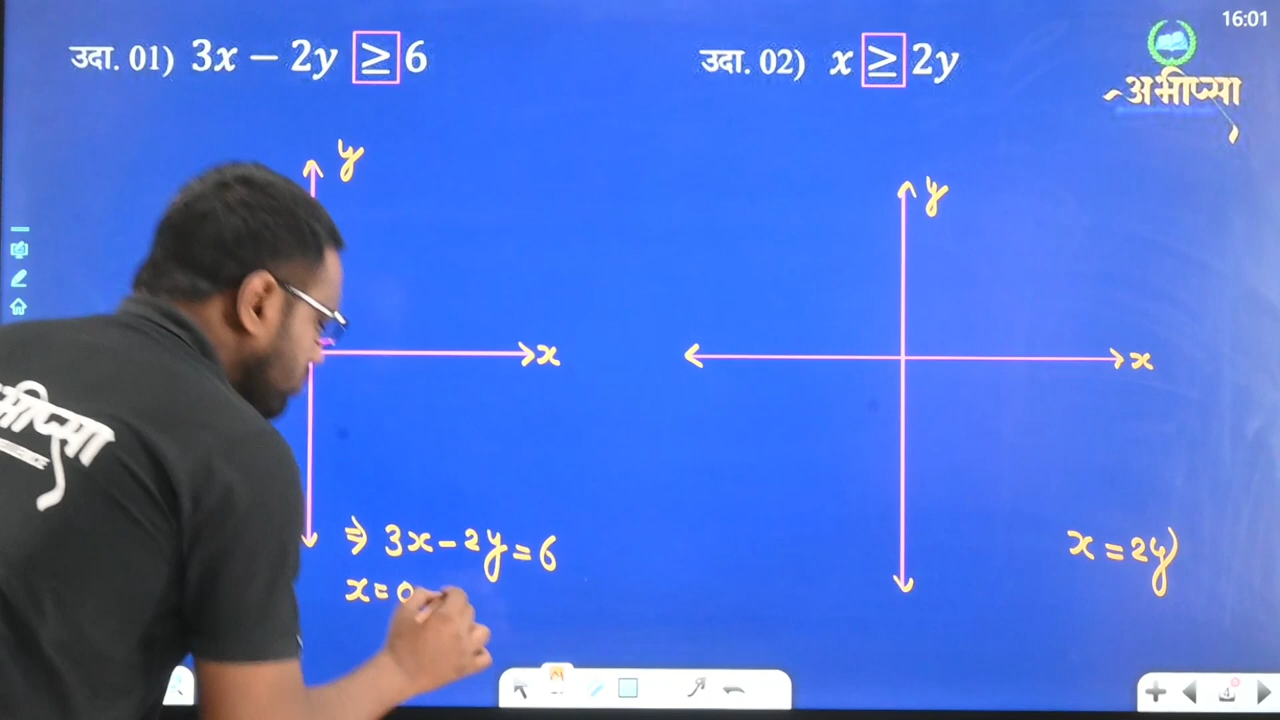 16:01
उदा. 01) 3x − 2y ≥ 6
उदा. 02) x ≥ 2y
अभीप्सा
y
x
y
x
⇒ 3x - 2y = 6
x = 0
x = 2y